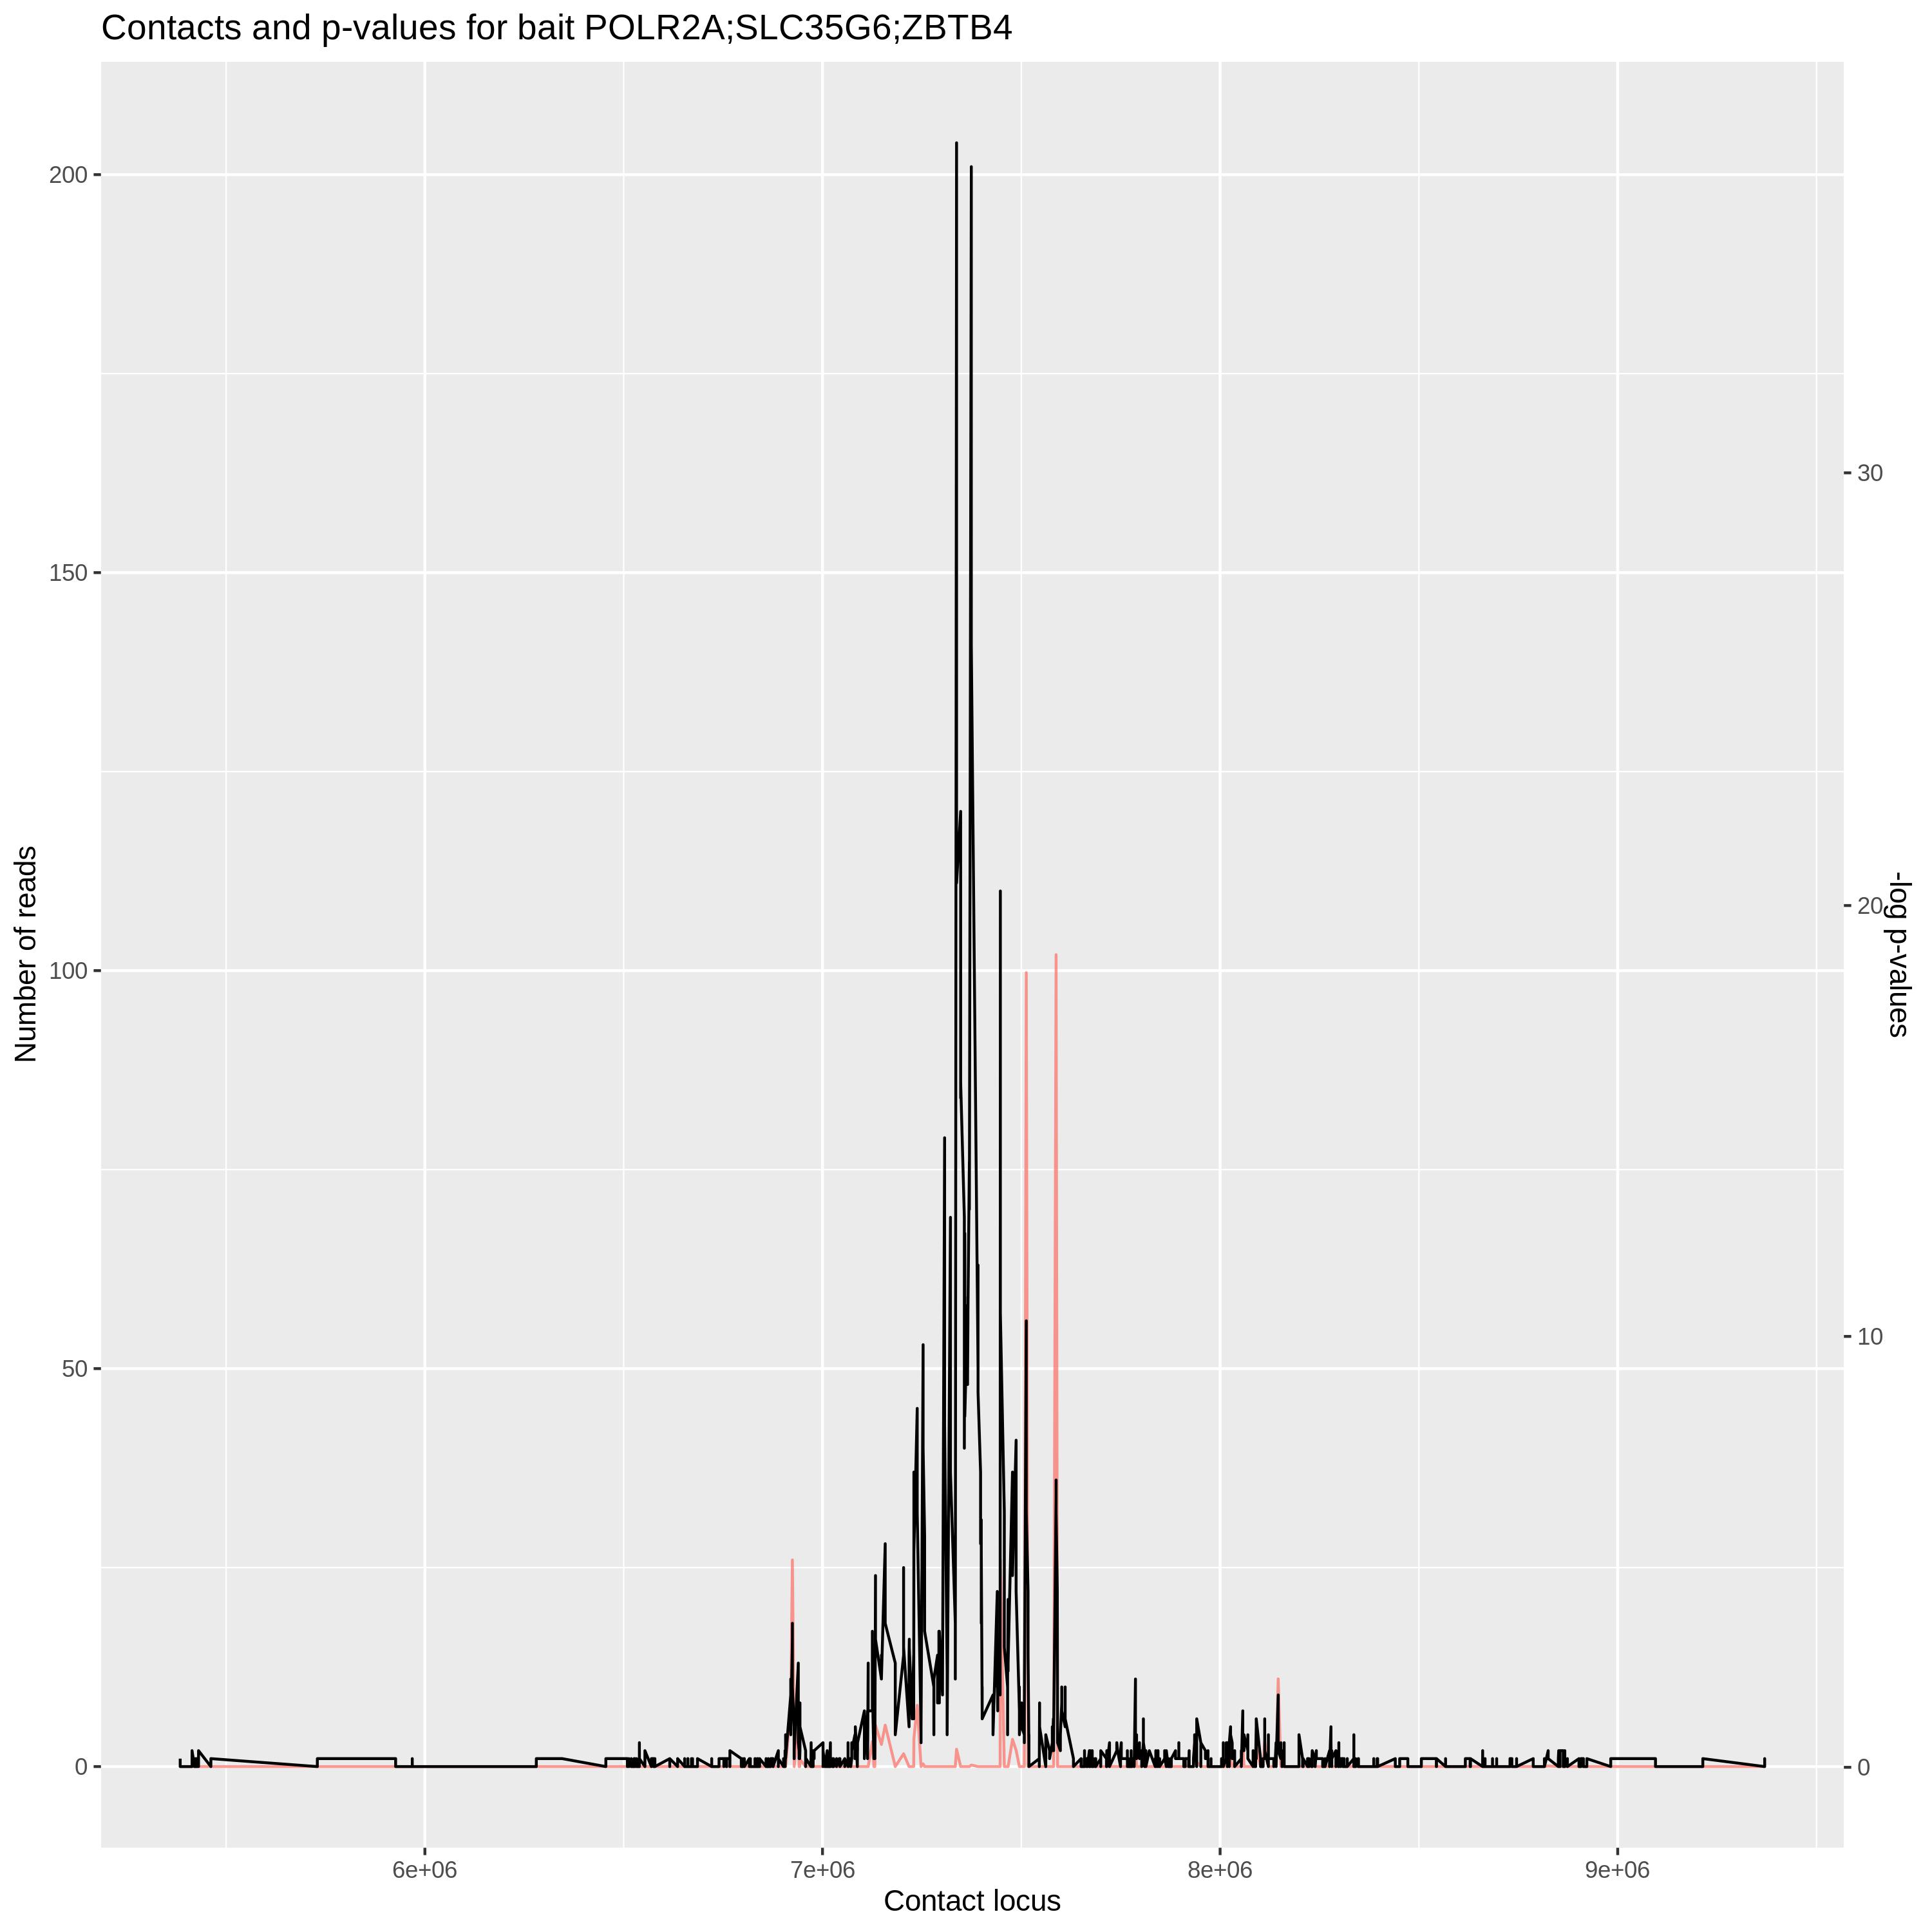 Contacts and p-values for bait POLR2A;SLC35G6;ZBTB4
Number of reads
200
150
100
50
0
30
20
10
0
-log p-values
6e+06 7e+06 8e+06 9e+06
Contact locus